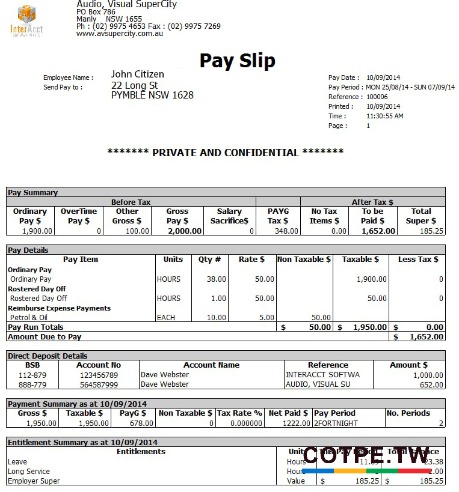 Audio, Visual SuperCity
PO Box 786
Manly NSW 1655
Ph : (02) 9975 4653 Fax : (02) 9975 7269
www.avsupercity.com.au
InterAcct
Pay Slip
Employee Name : John Citizen
Send Pay to : 22 Long St
PYMBLE NSW 1628
Pay Date : 10/09/2014
Pay Period : MON 25/08/14 - SUN 07/09/14
Reference : 100006
Printed : 10/09/2014
Time : 11:30:55 AM
Page : 1
******* PRIVATE AND CONFIDENTIAL *******
Pay Summary
Before Tax After Tax $
Ordinary Pay $ OverTime Pay $ Other Gross $ Gross Pay $ Salary Sacrifice$ PAYG Tax $ No Tax Items $ To be Paid $ Total Super $
1,900.00 0 100.00 2,000.00 0 348.00 0.00 1,652.00 185.25
Pay Details
Pay Item Units Qty # Rate $ Non Taxable $ Taxable $ Less Tax $
Ordinary Pay
Ordinary Pay HOURS 38.00 50.00 1,900.00 0
Rostered Day Off
Rostered Day Off HOURS 1.00 50.00 50.00 0
Reimburse Expense Payments
Petrol & Oil EACH 10.00 5.00 50.00
Pay Run Totals $ 50.00 $ 1,950.00 $ 0.00
Amount Due to Pay $ 1,652.00
Direct Deposit Details
BSB Account No Account Name Reference Amount $
112-879 123456789 Dave Webster INTERACCT SOFTWA 1,000.00
888-779 564587999 Dave Webster AUDIO, VISUAL SU 652.00
Payment Summary as at 10/09/2014
Gross $ Taxable $ PayG $ Non Taxable $ Tax Rate % Net Paid $ Pay Period No. Periods
1,950.00 1,950.00 678.00 0 0.000000 1222.00 2FORTNIGHT 2
Entitlement Summary as at 10/09/2014
Entitlements
Leave
Long Service
Employer Super Value $ 185.25 $ 185.25
COTPE.TW